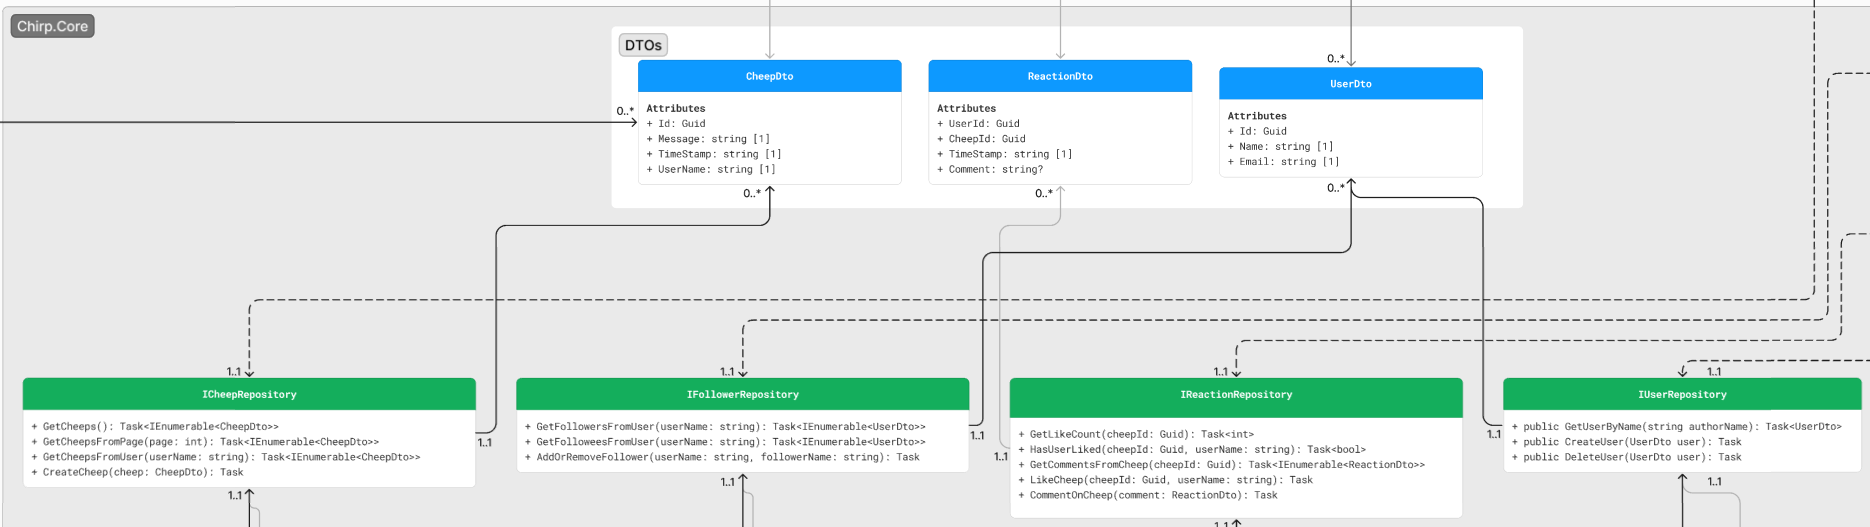 Chirp.Core
DTOs
0..*
CheepDto
Attributes
+ Id: Guid
+ Message: string [1]
+ TimeStamp: string [1]
+ UserName: string [1]
0..*
ReactionDto
Attributes
+ UserId: Guid
+ CheepId: Guid
+ TimeStamp: string [1]
+ Comment: string?
0..*
0..*
UserDto
Attributes
+ Id: Guid
+ Name: string [1]
+ Email: string [1]
0..*
1..1
ICheepRepository
+ GetCheeps(): Task<IEnumerable<CheepDto>>
+ GetCheepsFromPage(page: int): Task<IEnumerable<CheepDto>>
+ GetCheepsFromUser(userName: string): Task<IEnumerable<CheepDto>>
+ CreateCheep(cheep: CheepDto): Task
1..1
1..1
1..1
IFollowerRepository
+ GetFollowersFromUser(userName: string): Task<IEnumerable<UserDto>>
+ GetFolloweesFromUser(userName: string): Task<IEnumerable<UserDto>>
+ AddOrRemoveFollower(userName: string, followerName: string): Task
1..1
1..1
1..1
1..1
IReactionRepository
+ GetLikeCount(cheepId: Guid): Task<int>
+ HasUserLiked(cheepId: Guid, userName: string): Task<bool>
+ GetCommentsFromCheep(cheepId: Guid): Task<IEnumerable<ReactionDto>>
+ LikeCheep(cheepId: Guid, userName: string): Task
+ CommentOnCheep(comment: ReactionDto): Task
1..1
1..1
1..1
IUserRepository
+ public GetUserByName(string authorName): Task<UserDto>
+ public CreateUser(UserDto user): Task
+ public DeleteUser(UserDto user): Task
1..1